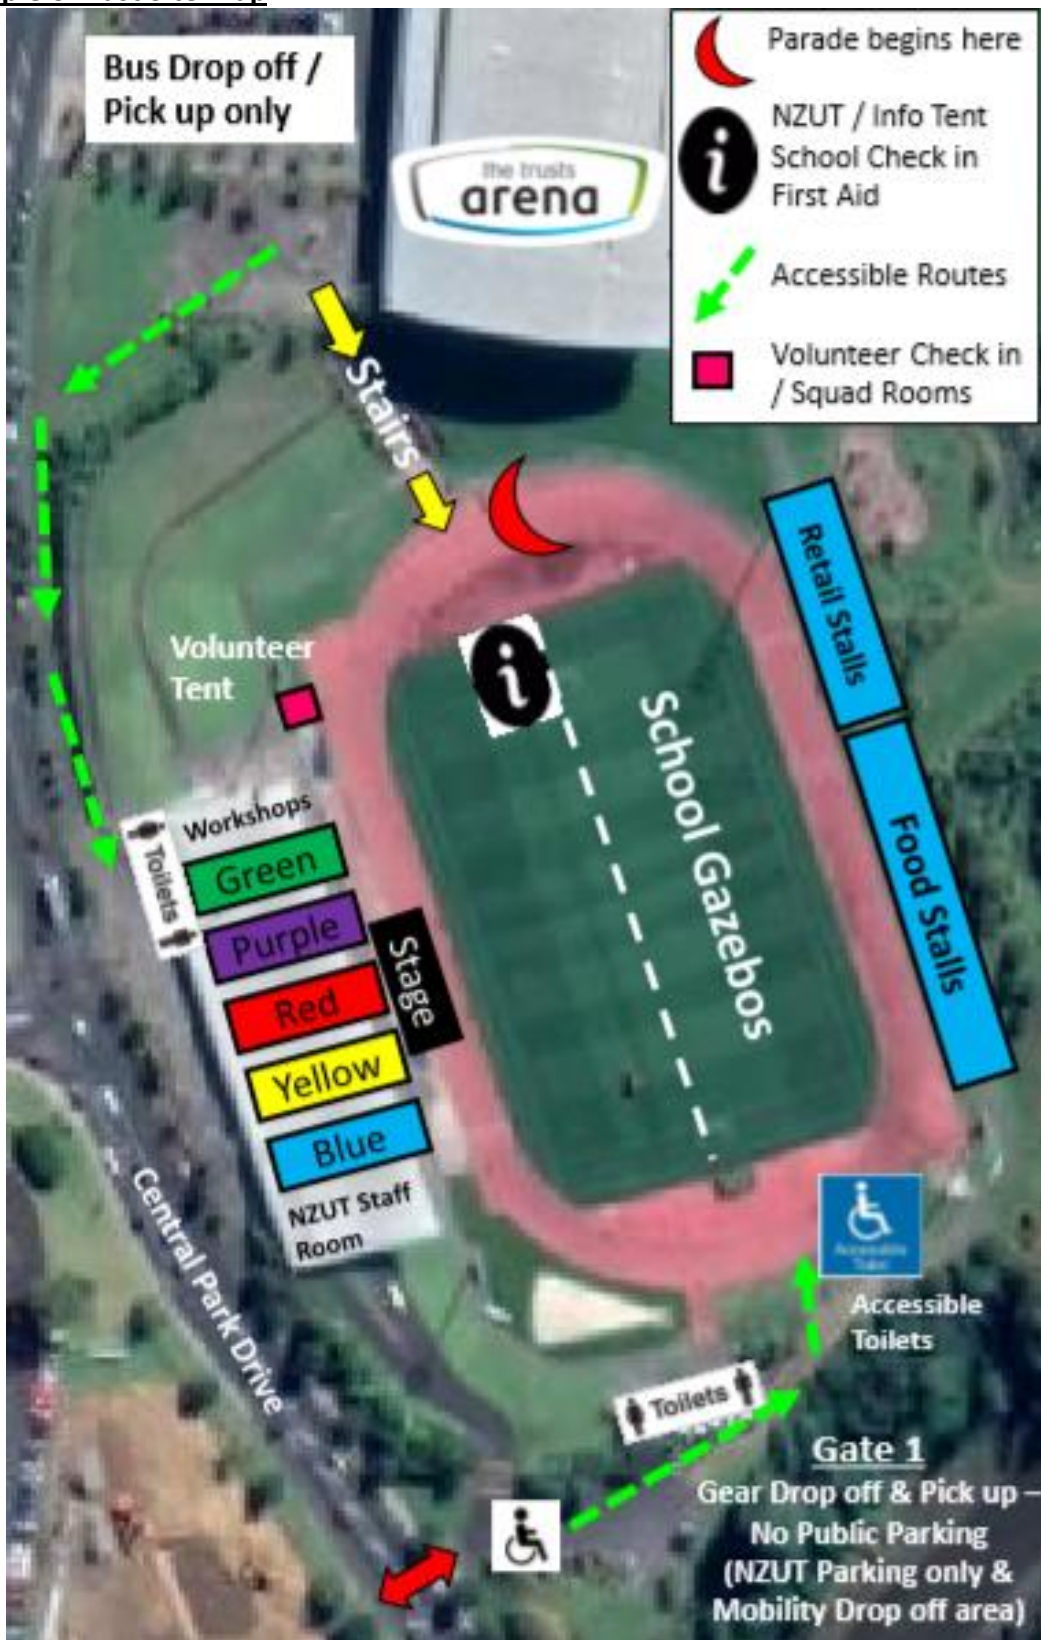 Bus Drop off /
Pick up only
the trusts
arena
Parade begins here
NZUT / Info Tent
School Check in
First Aid
Accessible Routes
Volunteer Check in
/ Squad Rooms
Stairs
Retail Stalls
Volunteer
Tent
School Gazebos
Food Stalls
Workshops
Toilets
Green
Purple
Red
Yellow
Blue
Stage
NZUT Staff
Room
Central Park Drive
Accessible
Toilet
Accessible
Toilets
Toilets
Gate 1
Gear Drop off & Pick up –
No Public Parking
(NZUT Parking only &
Mobility Drop off area)